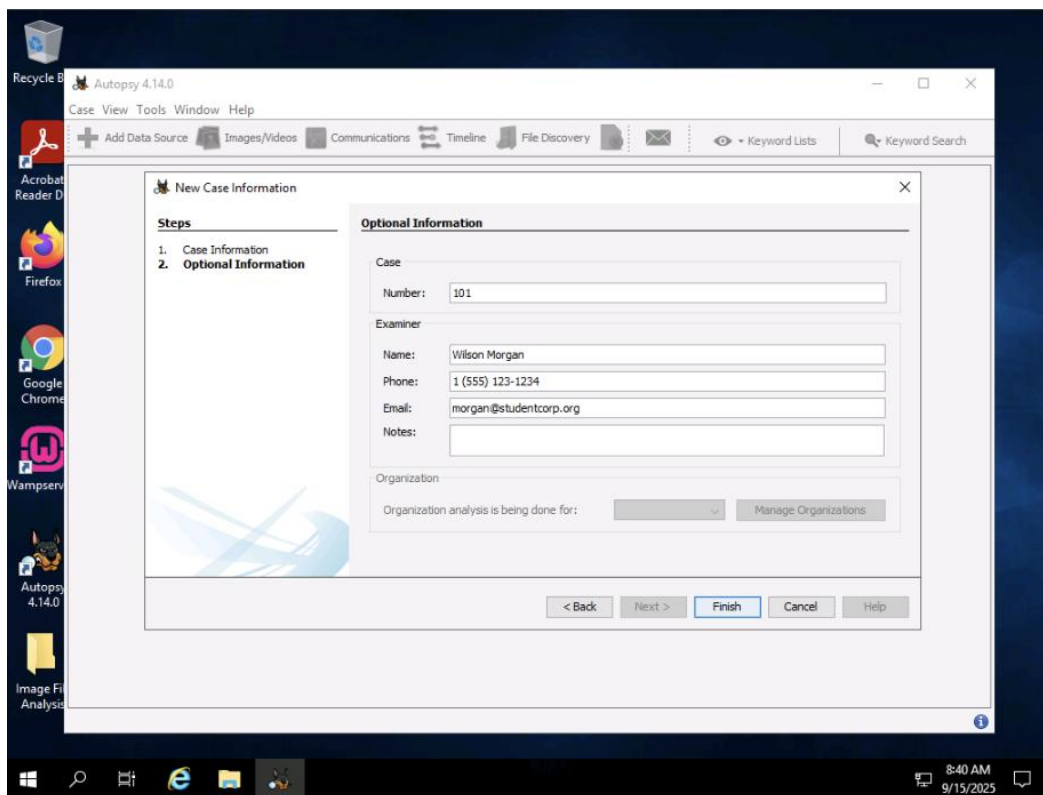 Recycle B
Autopsy 4.14.0
Case View Tools Window Help
Add Data Source Images/Videos Communications Timeline File Discovery Keyword Lists Keyword Search
Acrobat
Reader D
New Case Information
Steps
1. Case Information
2. Optional Information
Optional Information
Case
Number: 101
Examiner
Name: Wilson Morgan
Phone: 1 (555) 123-1234
Email: morgan@studentcorp.org
Notes:
Organization
Organization analysis is being done for: Manage Organizations
< Back Next > Finish Cancel Help
Firefox
Google
Chrome
Wampserv
Autopsy
4.14.0
Image Fi
Analysis
8:40 AM
9/15/2025